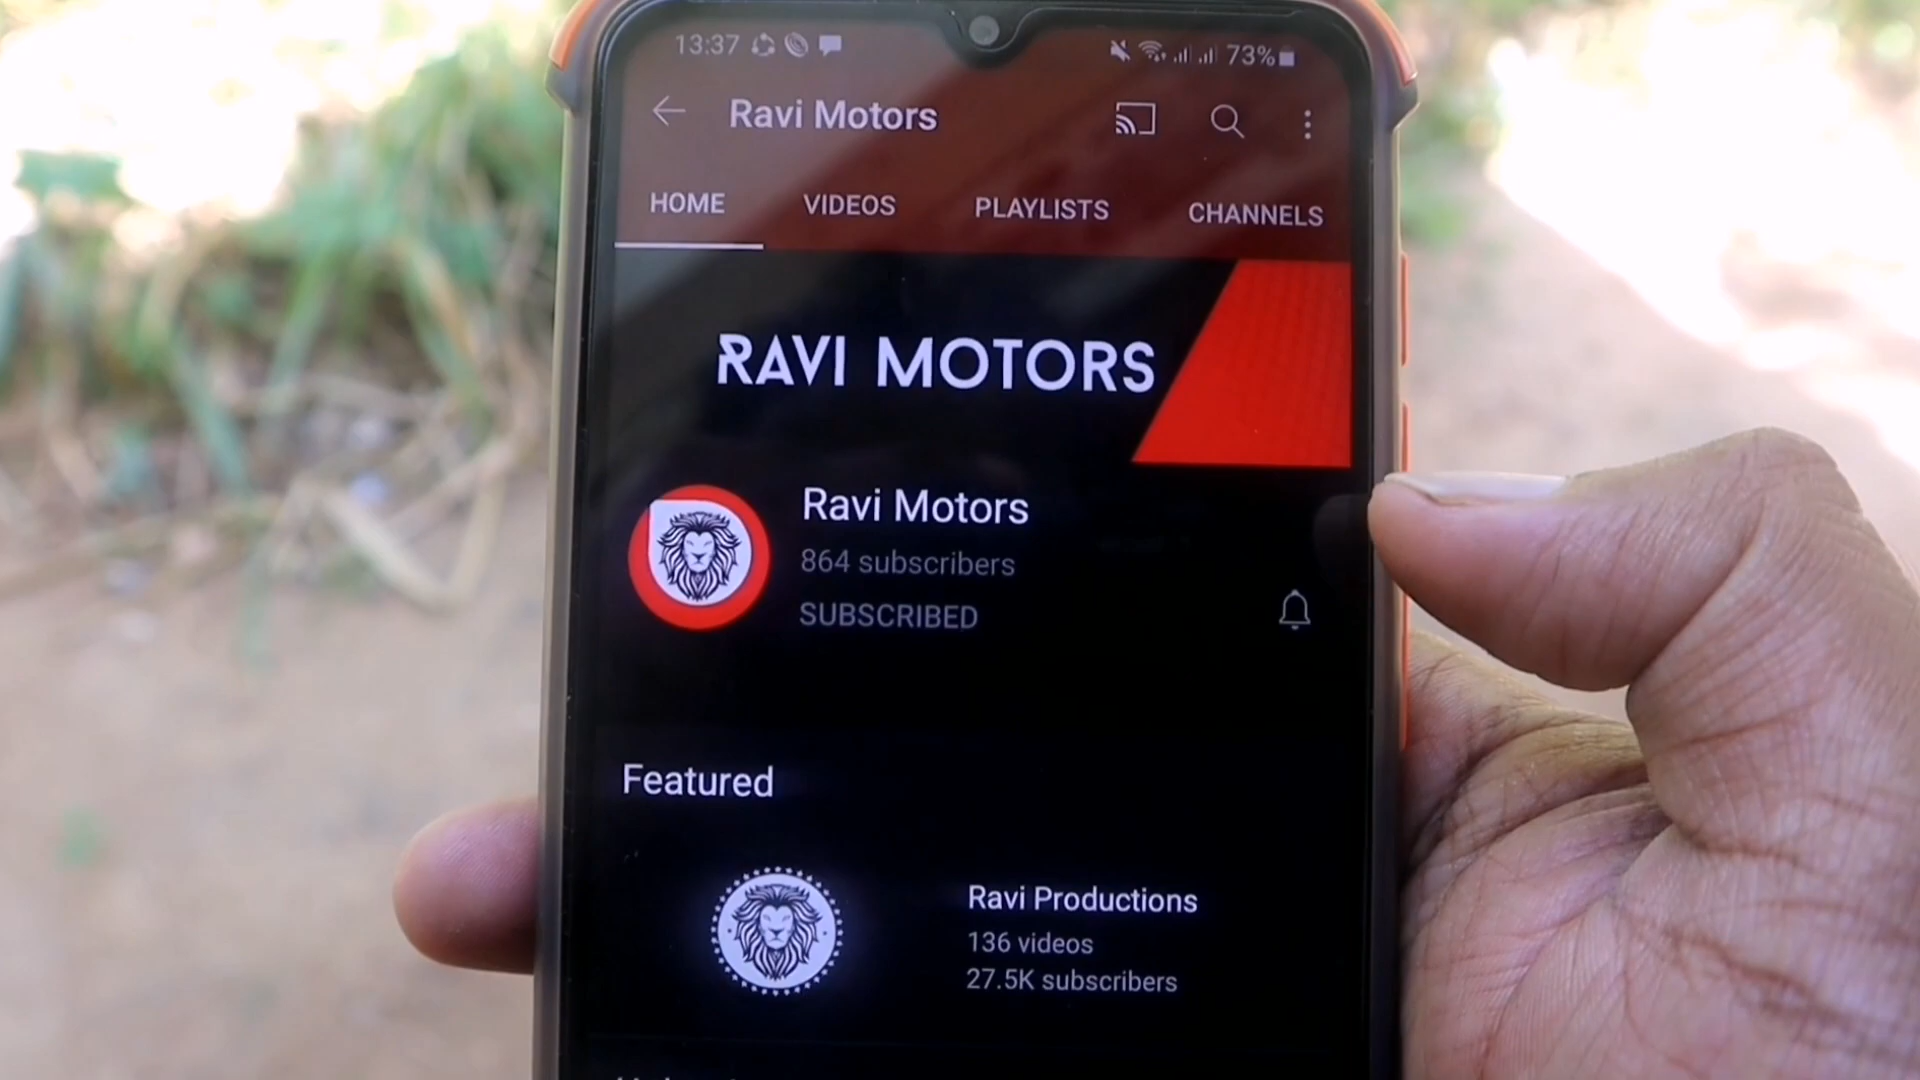 13:37
73%
Ravi Motors
HOME VIDEOS PLAYLISTS CHANNELS
RAVI MOTORS
Ravi Motors
864 subscribers
SUBSCRIBED
Featured
Ravi Productions
136 videos
27.5K subscribers